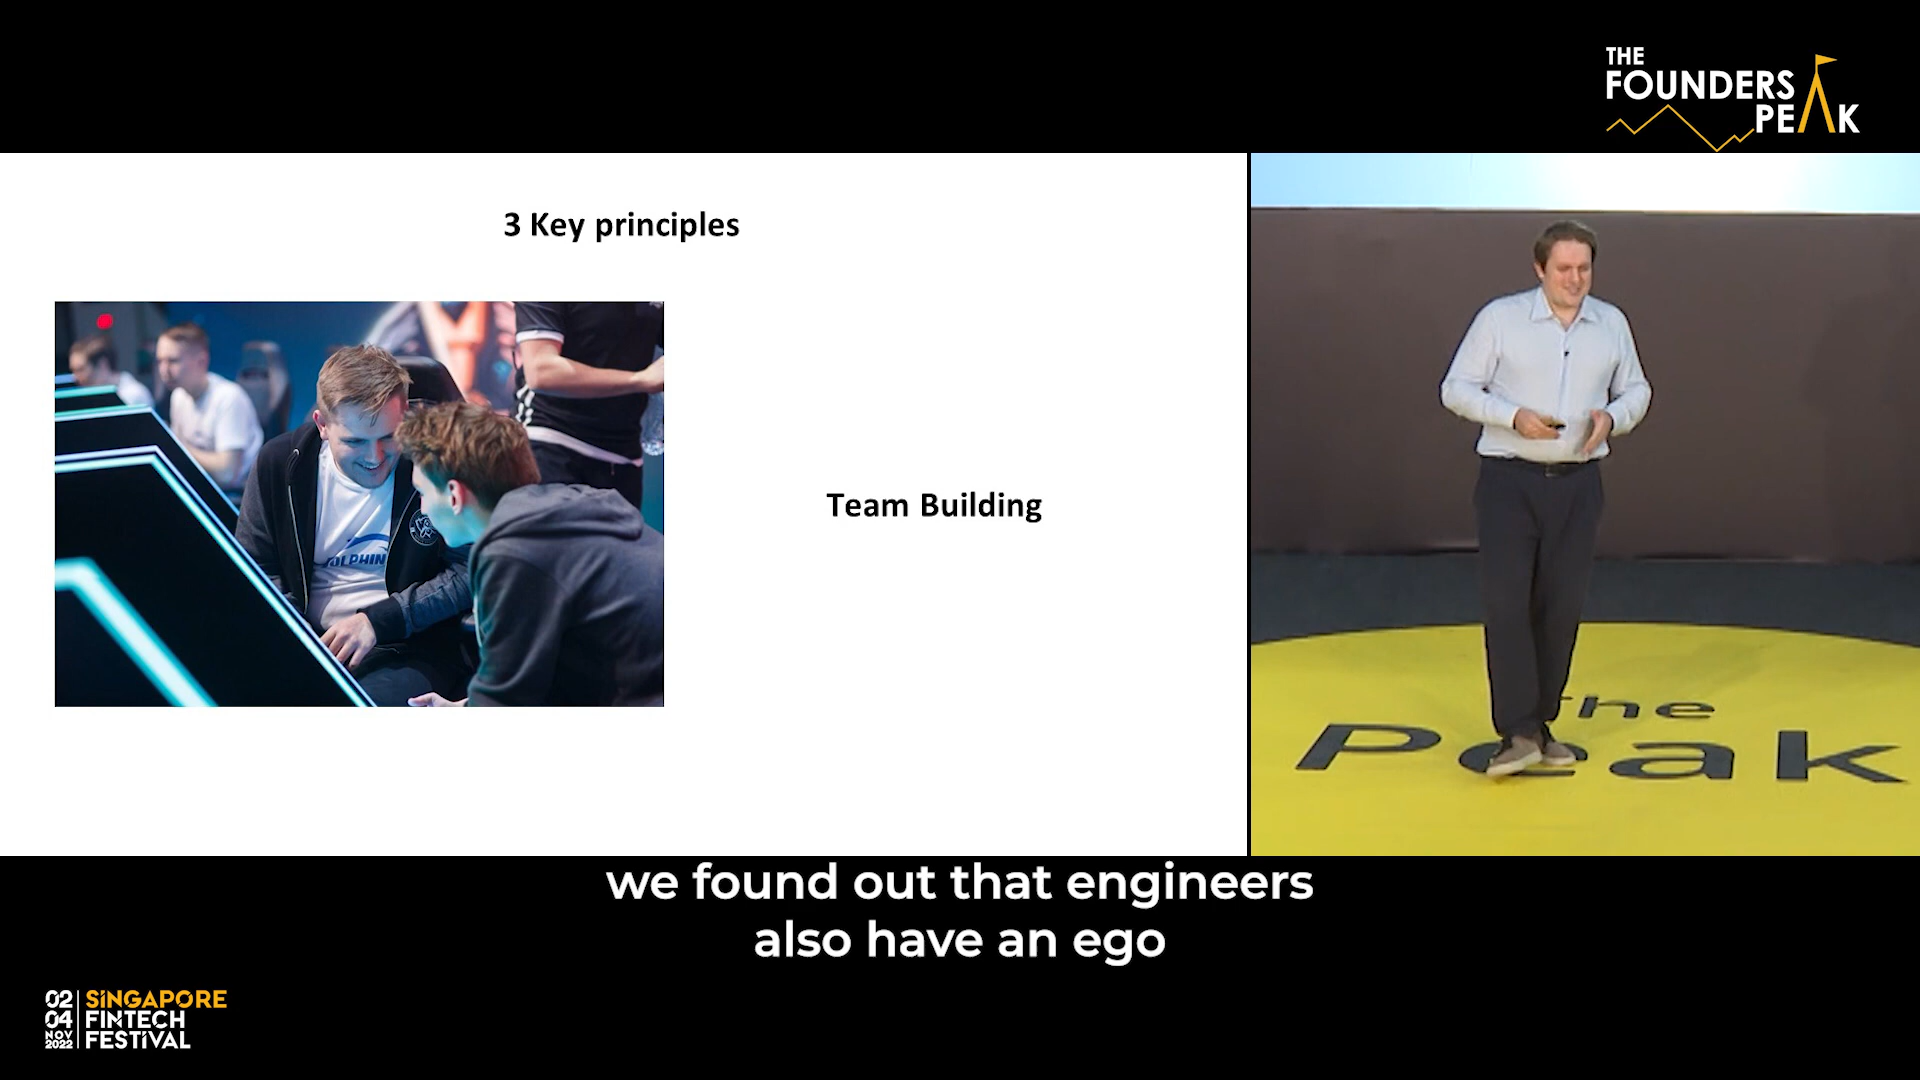 THE
FOUNDERS
PEAK
3 Key principles
Team Building
The
Peak
we found out that engineers
also have an ego
02
04
NOV
2022
SINGAPORE
FINTECH
FESTIVAL